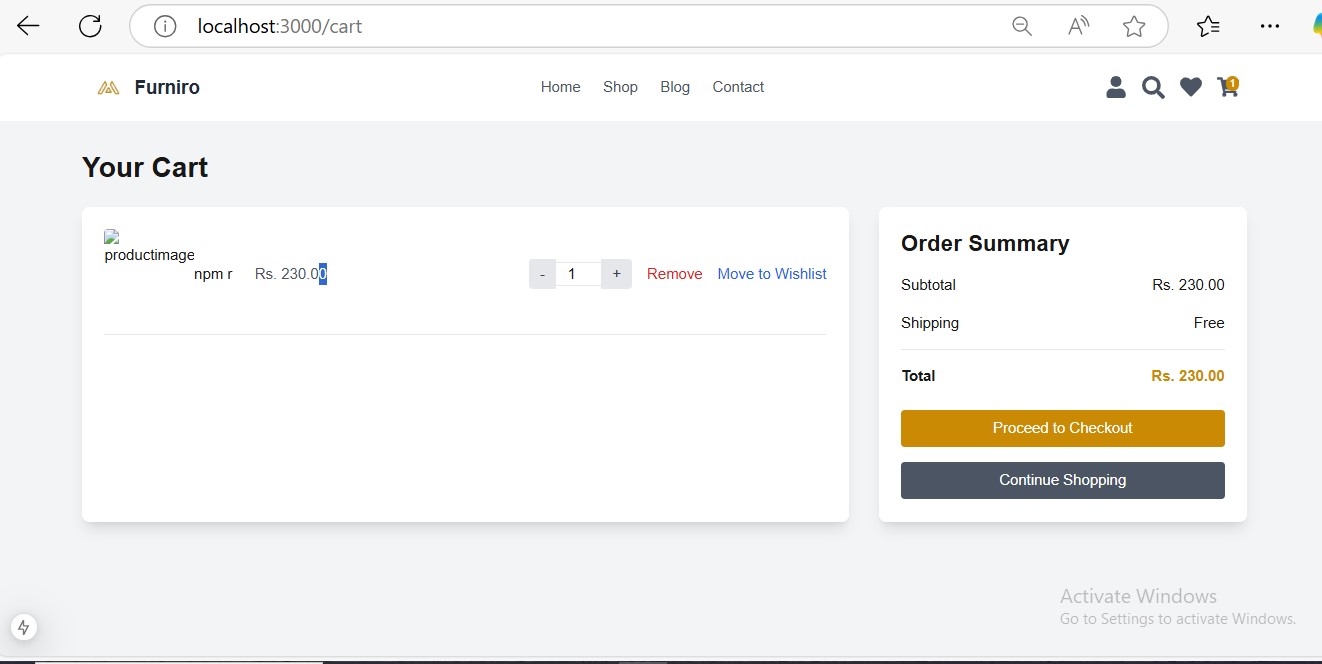 localhost:3000/cart
Furniro
Home Shop Blog Contact
1
Your Cart
productimage
npm r Rs. 230.00 - 1 + Remove Move to Wishlist
Order Summary
Subtotal Rs. 230.00
Shipping Free
Total Rs. 230.00
Proceed to Checkout
Continue Shopping
Activate Windows
Go to Settings to activate Windows.